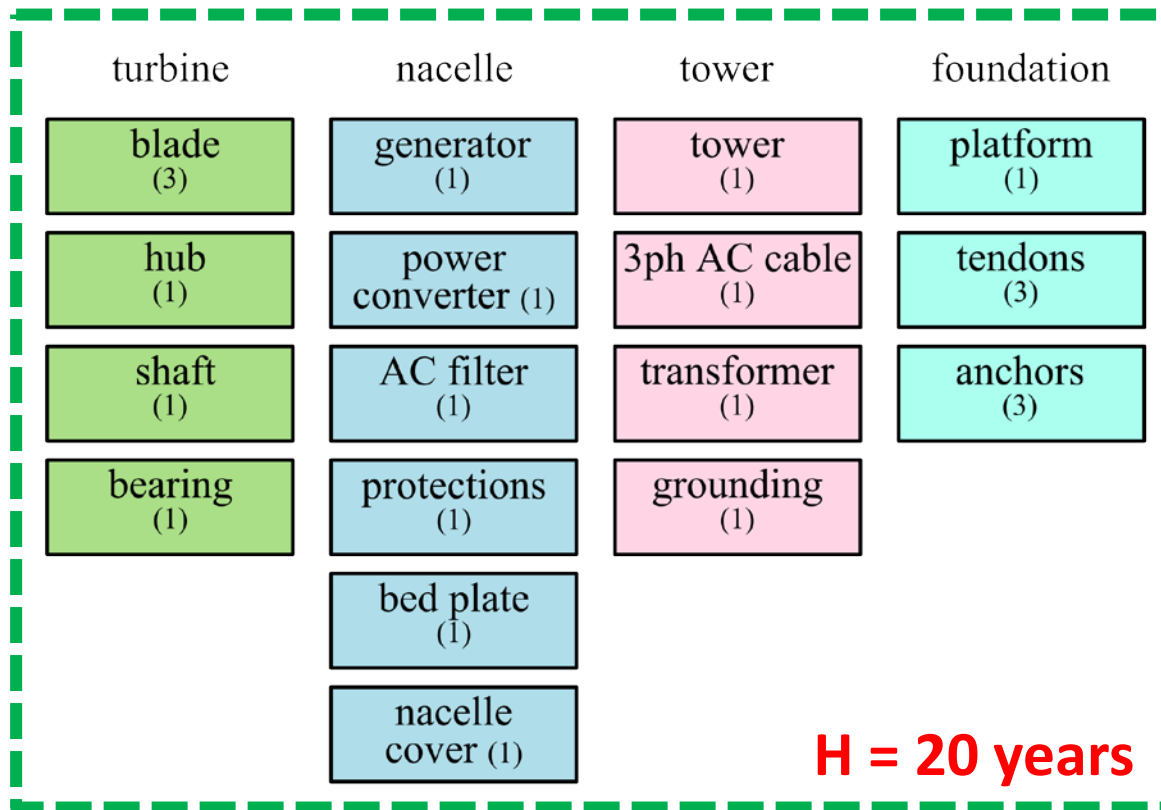 turbine
blade
(3)
hub
(1)
shaft
(1)
bearing
(1)
nacelle
generator
(1)
power
converter (1)
AC filter
(1)
protections
(1)
bed plate
(1)
nacelle
cover (1)
tower
tower
(1)
3ph AC cable
(1)
transformer
(1)
grounding
(1)
foundation
platform
(1)
tendons
(3)
anchors
(3)
H = 20 years